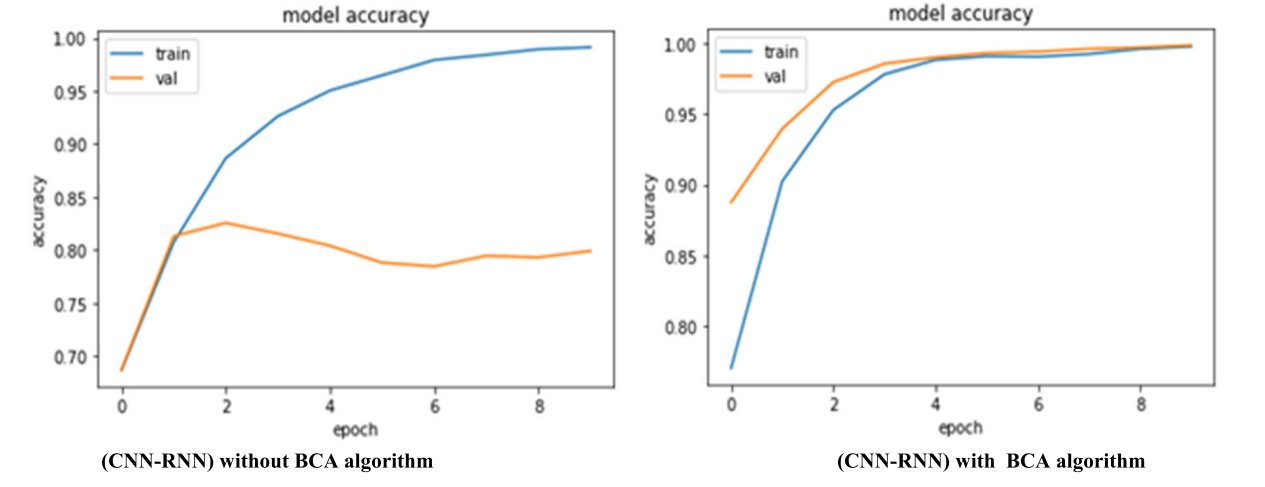 model accuracy
train
val
1.00
0.95
0.90
0.85
0.80
0.75
0.70
accuracy
0 2 4 6 8
epoch
(CNN-RNN) without BCA algorithm
model accuracy
train
val
1.00
0.95
0.90
0.85
0.80
accuracy
0 2 4 6 8
epoch
(CNN-RNN) with BCA algorithm